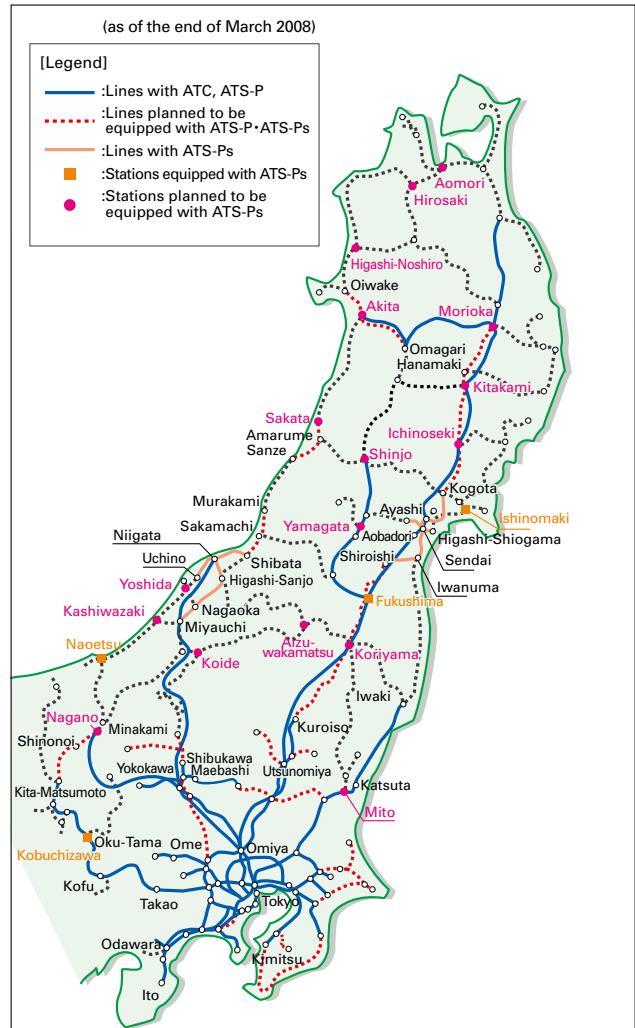 (as of the end of March 2008)
[Legend]
:Lines with ATC, ATS-P
:Lines planned to be
equipped with ATS-P•ATS-Ps
:Lines with ATS-Ps
:Stations equipped with ATS-Ps
:Stations planned to be
equipped with ATS-Ps
Aomori
Hirosaki
Higashi-Noshiro
Oiwake
Akita
Morioka
Omagari
Hanamaki
Kitakami
Sakata
Ichinoseki
Amarume
Sanze
Shinjo
Kogota
Murakami
Ayashi
Ishinomaki
Yamagata
Sakamachi
Aobadori
Higashi-Shiogama
Niigata
Shiroishi
Sendai
Uchino
Shibata
Iwanuma
Yoshida
Higashi-Sanjo
Fukushima
Kashiwazaki
Nagaoka
Miyauchi
Aizu-
wakamatsu
Naoetsu
Koide
Koriyama
Iwaki
Nagano
Minakami
Kuroiso
Shinonoi
Shibukawa
Yokokawa
Maebashi
Utsunomiya
Katsuta
Kita-Matsumoto
Mito
Oku-Tama
Ome
Omiya
Kobuchizawa
Kofu
Takao
Tokyo
Odawara
Kimitsu
Ito